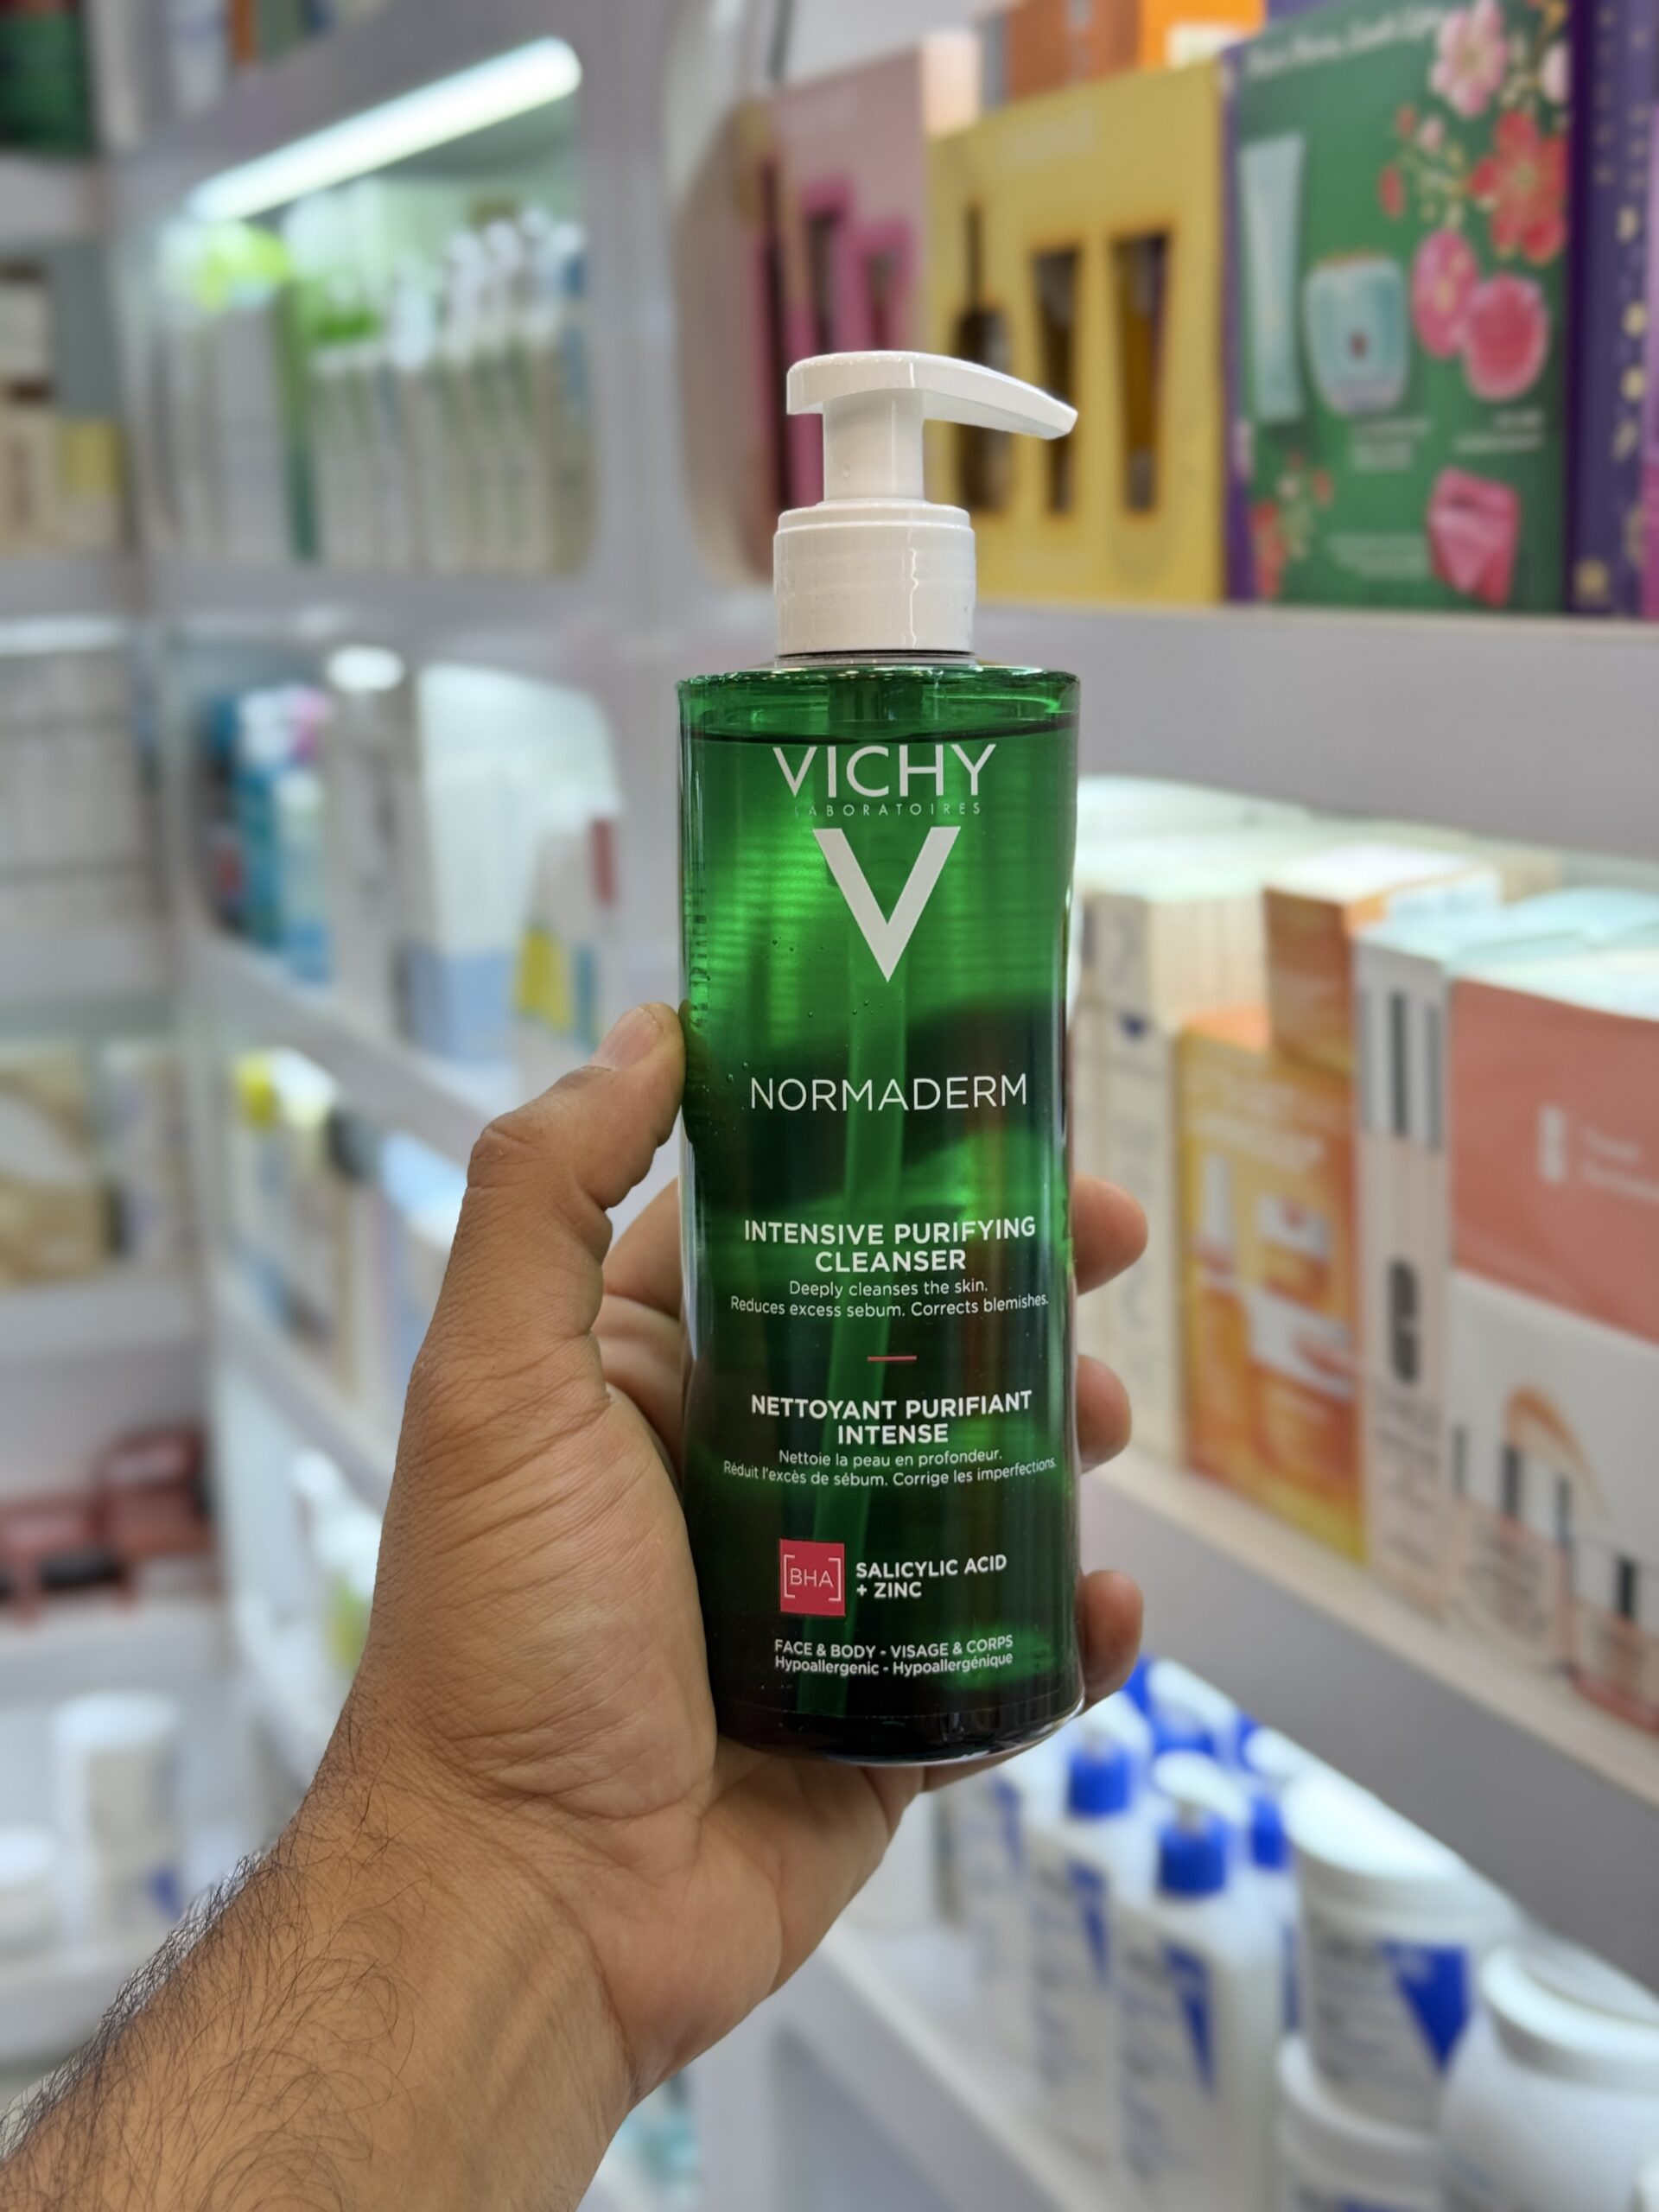 VICHY
LABORATOIRES
V
NORMADERM
INTENSIVE PURIFYING
CLEANSER
Deeply cleanses the skin.
Reduces excess sebum. Corrects blemishes.
NETTOYANT PURIFIANT
INTENSE
Nettoie la peau en profondeur.
Réduit l'excès de sébum. Corrige les imperfections.
[BHA] SALICYLIC ACID
+ ZINC
FACE & BODY - VISAGE & CORPS
Hypoallergenic - Hypoallergénique